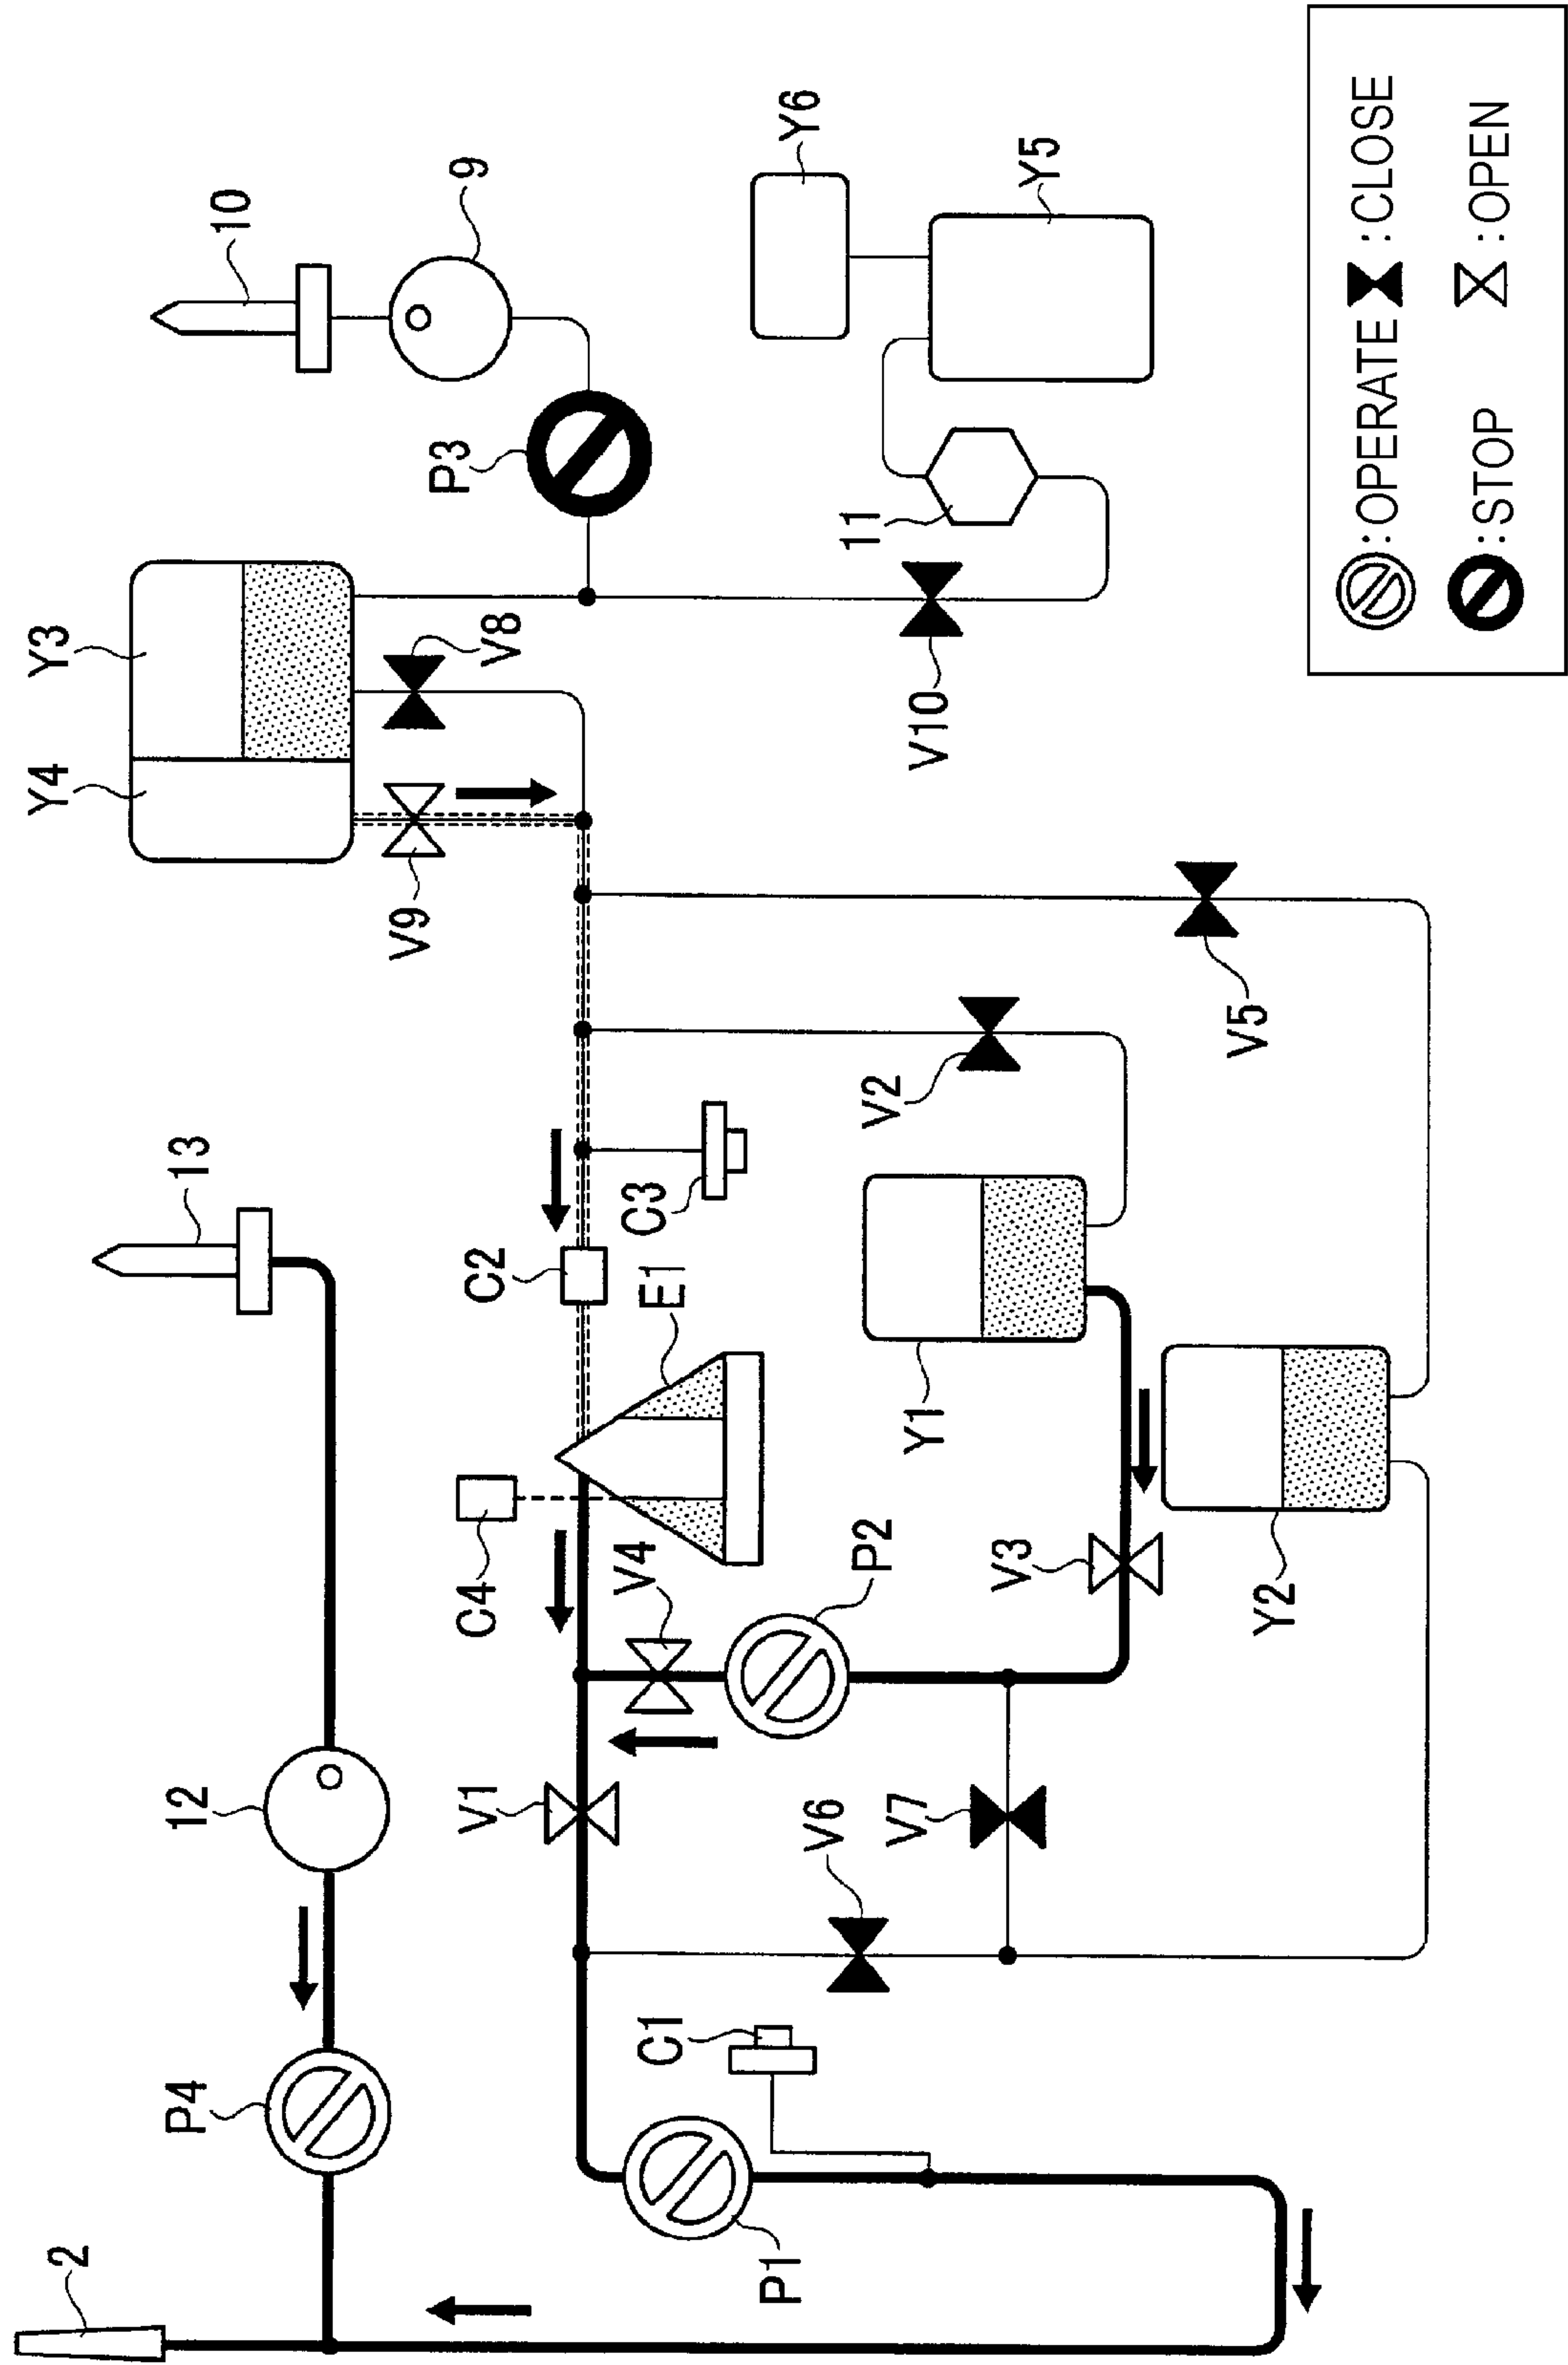 10
9
P3
Y3
Y4
V8
V9
V10
11
Y6
Y5
V5
V2
13
C3
C2
E1
C4
Y1
Y2
V3
P2
V4
V1
12
V6
V7
P4
C1
P1
2
:OPERATE :CLOSE
:STOP :OPEN